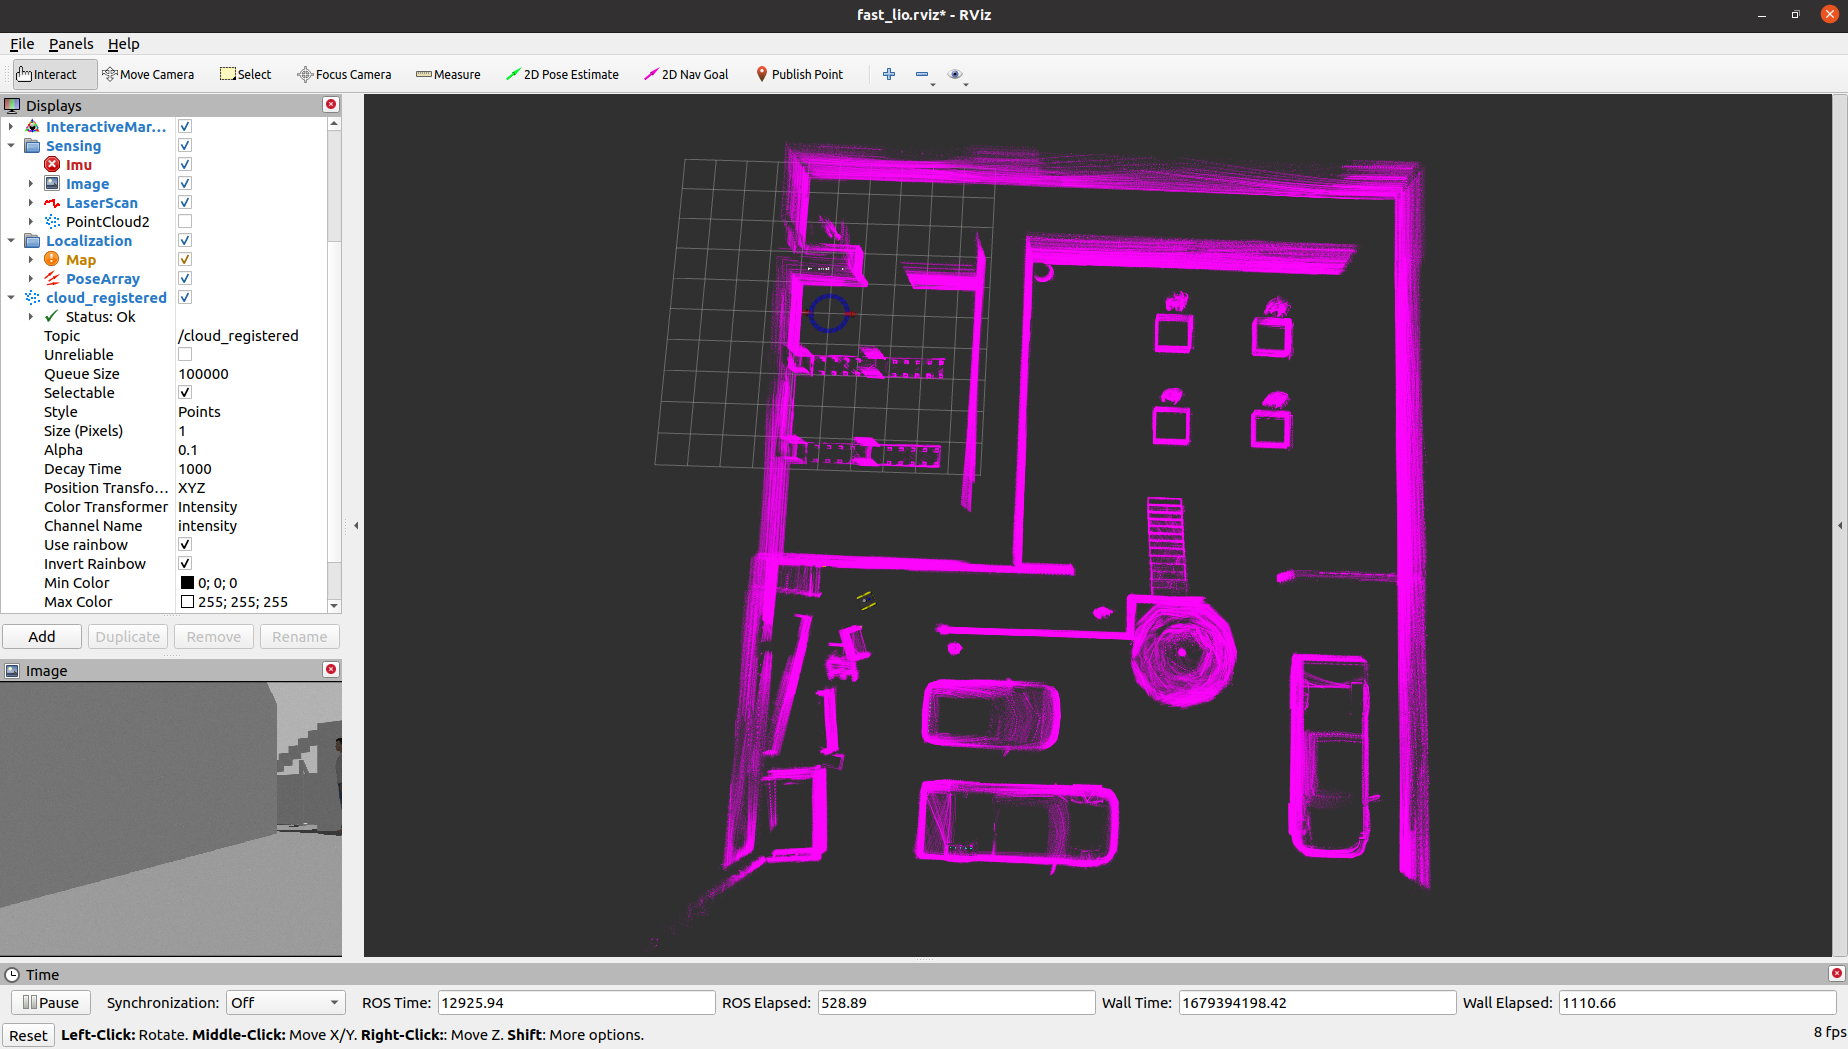 fast_lio.rviz* - RViz
File Panels Help
Interact Move Camera Select Focus Camera Measure 2D Pose Estimate 2D Nav Goal Publish Point
Displays
InteractiveMar...
Sensing
Imu
Image
LaserScan
PointCloud2
Localization
Map
PoseArray
cloud_registered
Status: Ok
Topic /cloud_registered
Unreliable
Queue Size 100000
Selectable
Style Points
Size (Pixels) 1
Alpha 0.1
Decay Time 1000
Position Transfo... XYZ
Color Transformer Intensity
Channel Name intensity
Use rainbow
Invert Rainbow
Min Color 0; 0; 0
Max Color 255; 255; 255
Add Duplicate Remove Rename
Image
Time
Pause Synchronization: Off ROS Time: 12925.94 ROS Elapsed: 528.89 Wall Time: 1679394198.42 Wall Elapsed: 1110.66
Reset Left-Click: Rotate. Middle-Click: Move X/Y. Right-Click:: Move Z. Shift: More options. 8 fps